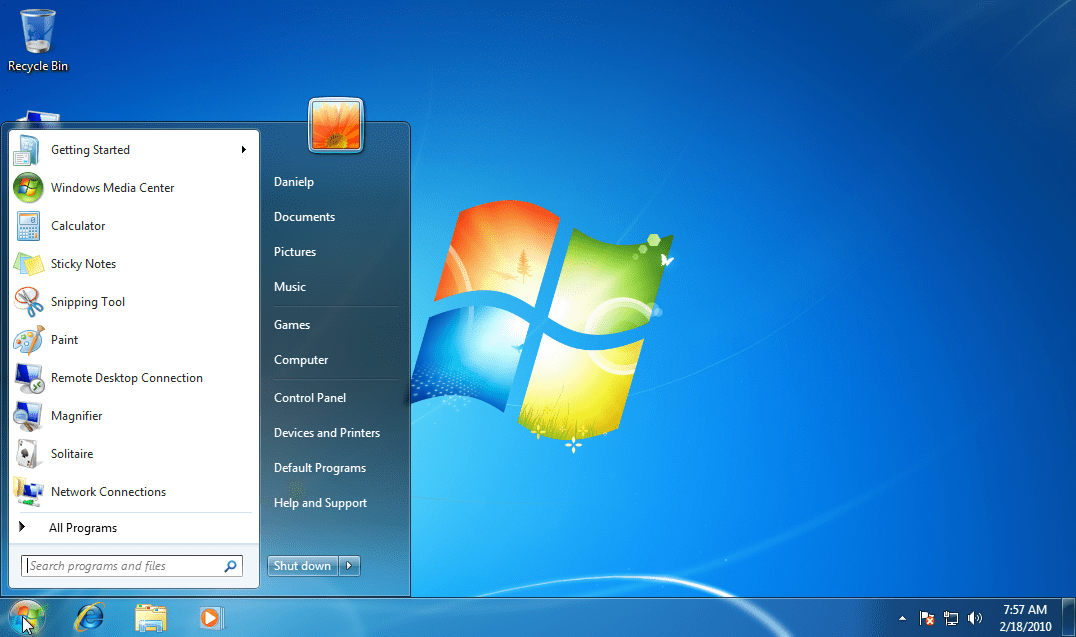 Recycle Bin
Getting Started
Windows Media Center
Calculator
Sticky Notes
Snipping Tool
Paint
Remote Desktop Connection
Magnifier
Solitaire
Network Connections
All Programs
Search programs and files
Danielp
Documents
Pictures
Music
Games
Computer
Control Panel
Devices and Printers
Default Programs
Help and Support
Shut down
7:57 AM
2/18/2010